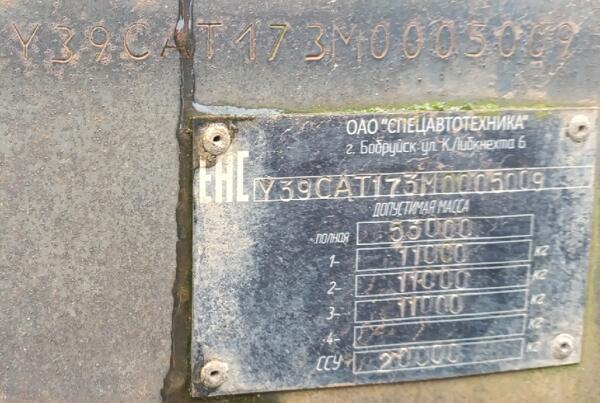 Y39CAT173M0005009
ОАО "СПЕЦАВТОТЕХНИКА"
г. Бобруйск ул. К.Либкнехта 6
EAC Y39CAT173M0005009
ДОПУСТИМАЯ МАССА
ПОЛНАЯ 53000
1- 11000 кг
2- 11000 кг
3- 11000 кг
4- кг
ССУ 20000 кг